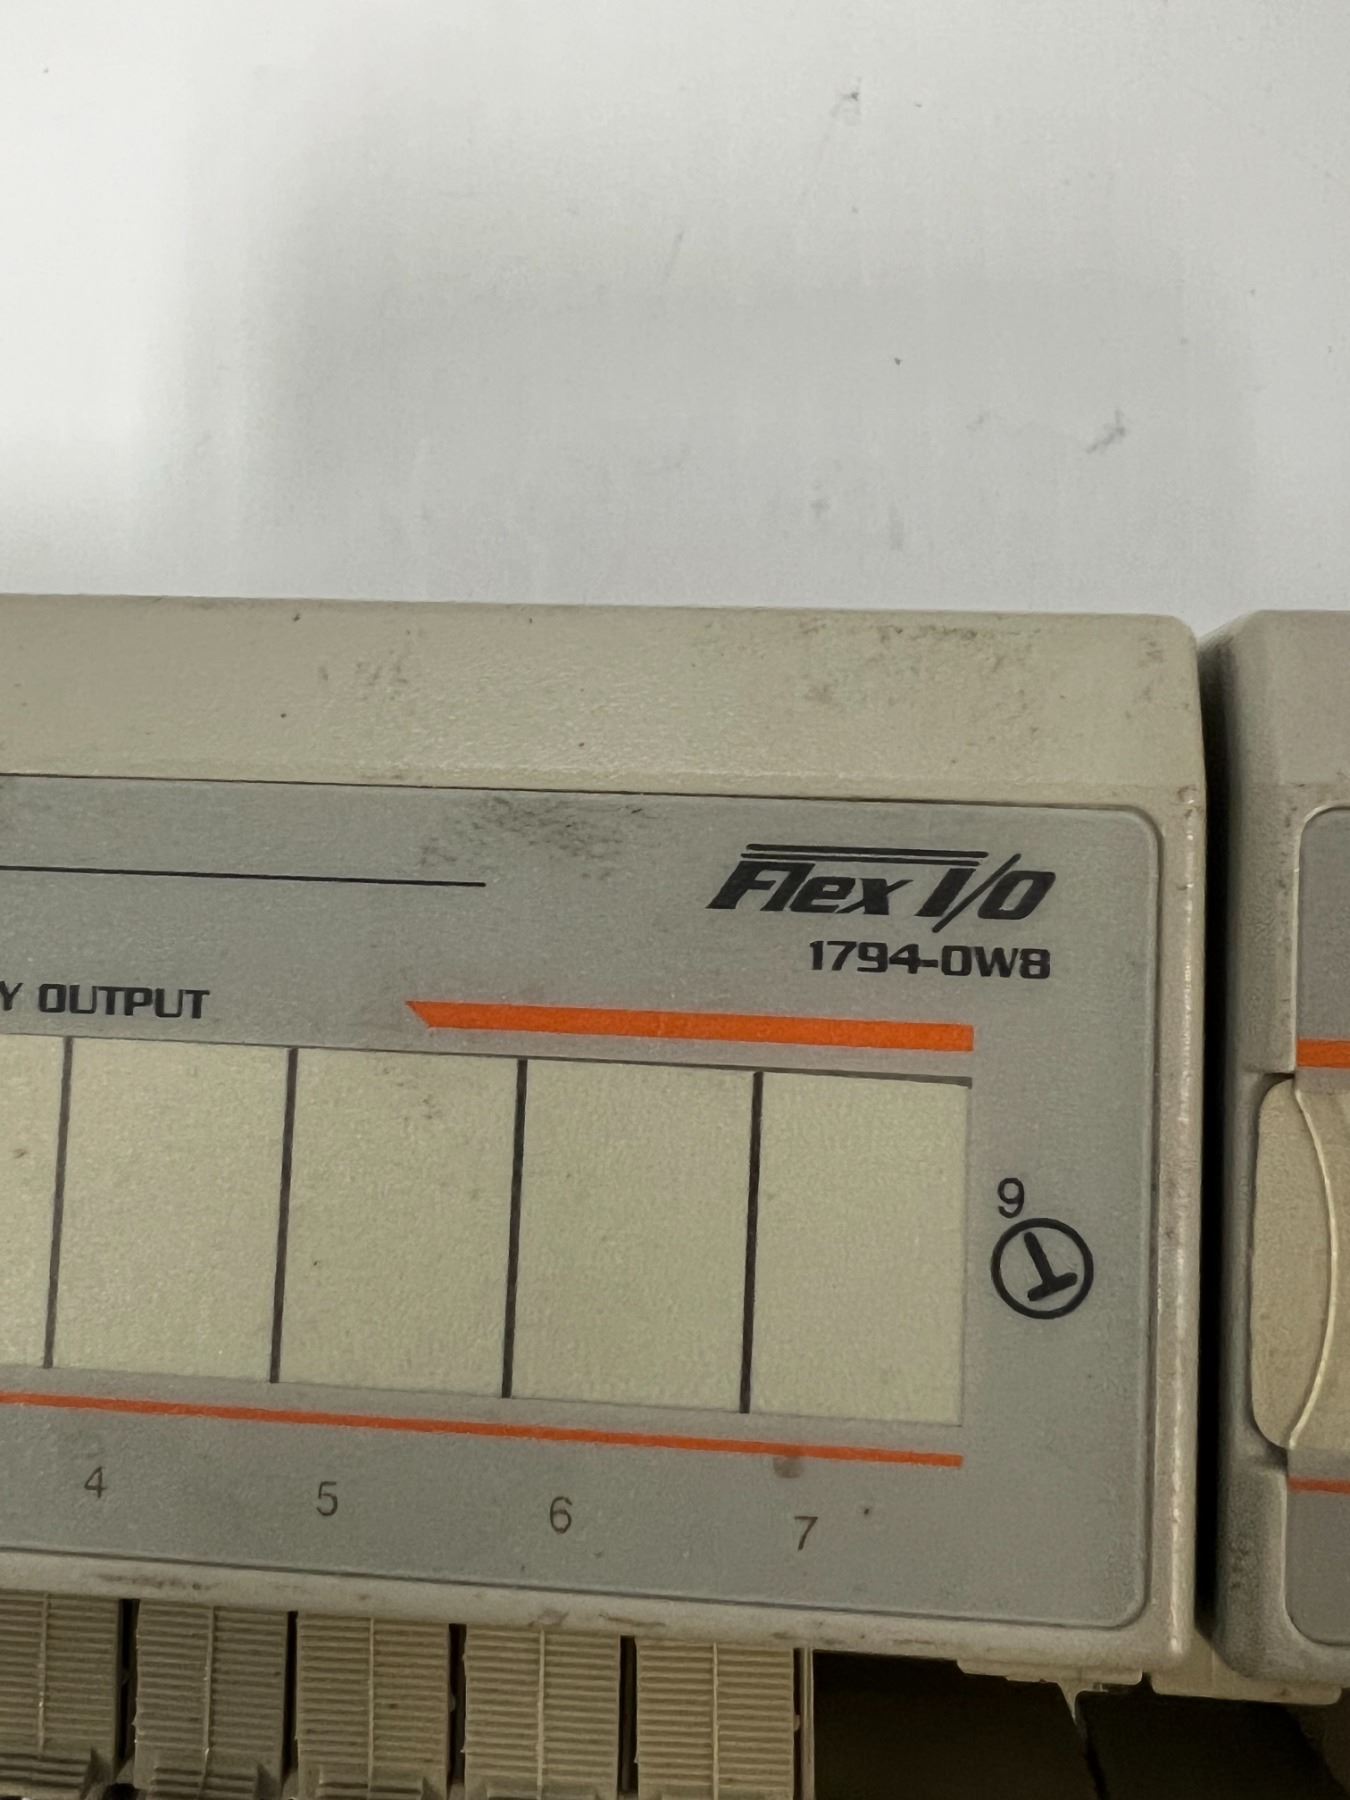 Flex I/O
1794-OW8
Y OUTPUT
9
4 5 6 7